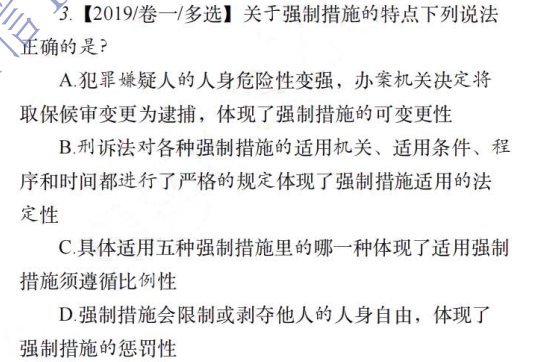 3.【2019/卷一/多选】关于强制措施的特点下列说法
正确的是?
A.犯罪嫌疑人的人身危险性变强，办案机关决定将
取保候审变更为逮捕，体现了强制措施的可变更性
B.刑诉法对各种强制措施的适用机关、适用条件、程
序和时间都进行了严格的规定体现了强制措施适用的法
定性
C.具体适用五种强制措施里的哪一种体现了适用强制
措施须遵循比例性
D.强制措施会限制或剥夺他人的人身自由，体现了
强制措施的惩罚性